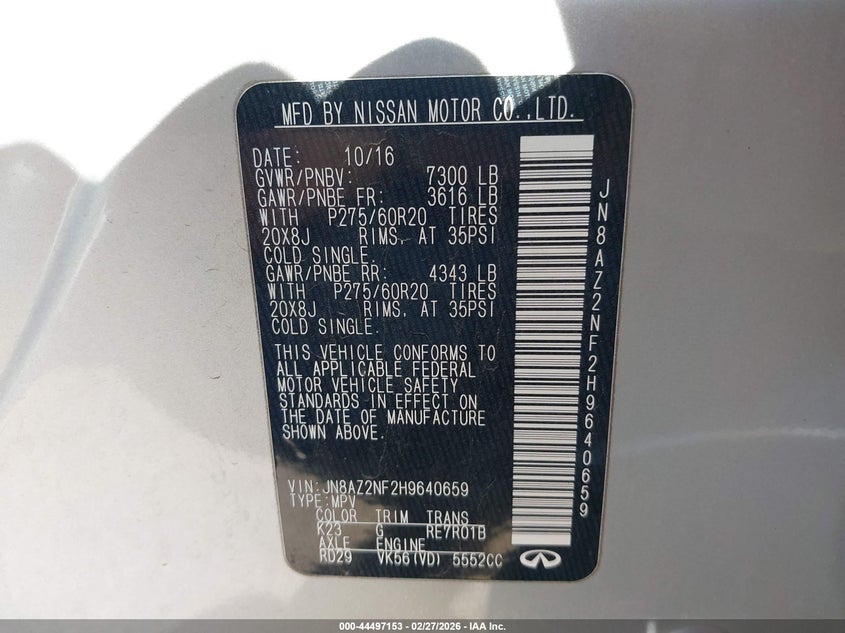 MFD BY NISSAN MOTOR CO.,LTD.
DATE: 10/16
GVWR/PNBV: 7300 LB
GAWR/PNBE FR: 3616 LB
WITH P275/60R20 TIRES
20X8J RIMS, AT 35PSI
COLD SINGLE.
GAWR/PNBE RR: 4343 LB
WITH P275/60R20 TIRES
20X8J RIMS, AT 35PSI
COLD SINGLE.
THIS VEHICLE CONFORMS TO
ALL APPLICABLE FEDERAL
MOTOR VEHICLE SAFETY
STANDARDS IN EFFECT ON
THE DATE OF MANUFACTURE
SHOWN ABOVE.
VIN:JN8AZ2NF2H9640659
TYPE:MPV
COLOR TRIM TRANS
K23 G RE7R01B
AXLE ENGINE
RD29 VK56(VD) 5552CC
JN8AZ2NF2H9640659
000-44497153 — 02/27/2026 — IAA Inc.